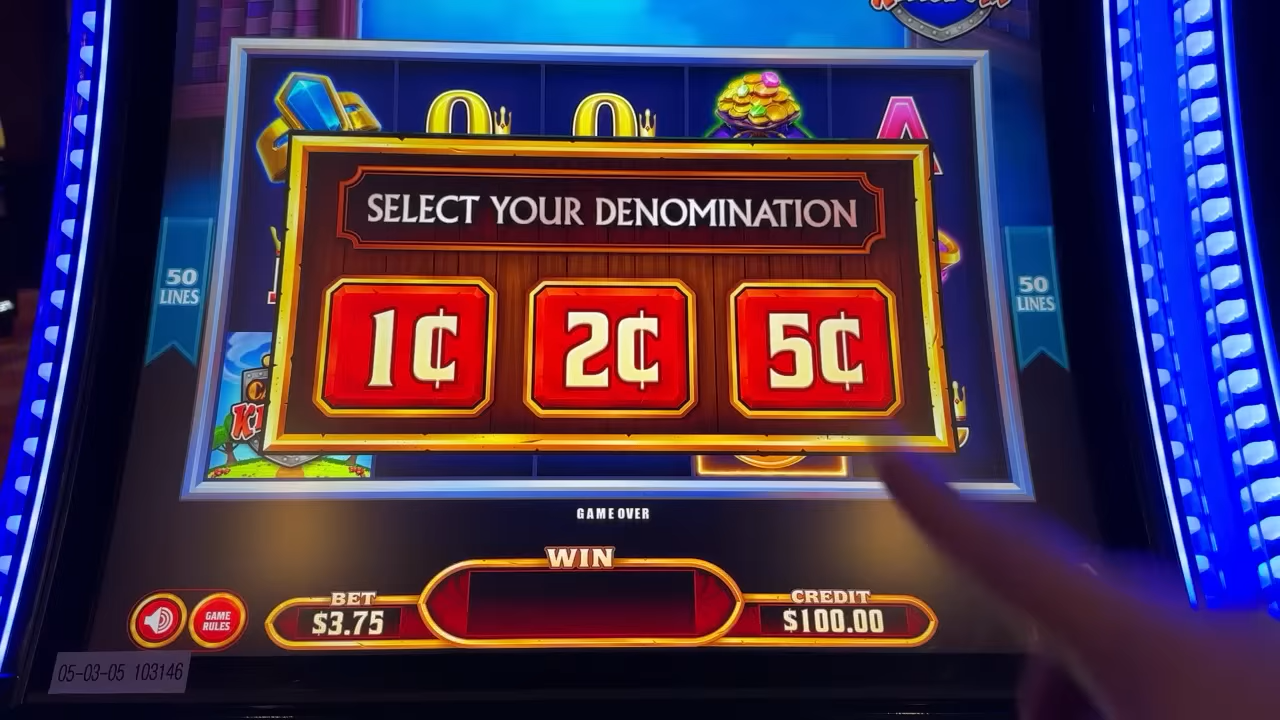 Q Q A
SELECT YOUR DENOMINATION
50
LINES
50
LINES
1¢ 2¢ 5¢
GAME OVER
WIN
BET
$3.75
CREDIT
$100.00
GAME
RULES
05-03-05 103146